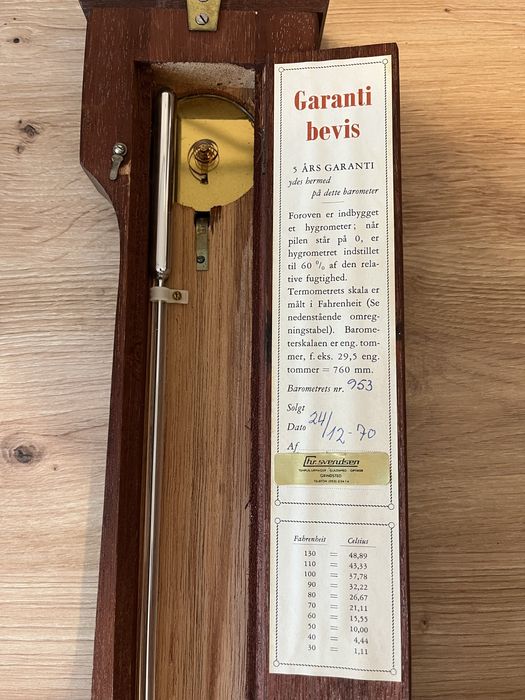 Garanti
bevis
5 ÅRS GARANTI
ydes hermed
på dette barometer
Foroven er indbygget
et hygrometer; når
pilen står på 0, er
hygrometret indstillet
til 60 % af den rela-
tive fugtighed.
Termometrets skala er
målt i Fahrenheit (Se
nedenstående omreg-
ningstabel). Barome-
terskalaen er eng. tom-
mer, f. eks. 29,5 eng.
tommer = 760 mm.
Barometrets nr. 953
Solgt
Dato 24/12-70
Af
Chr. svendsen
GRINDSTED
Fahrenheit Celsius
130 = 48,89
110 = 43,33
100 = 37,78
90 = 32,22
80 = 26,67
70 = 21,11
60 = 15,55
50 = 10,00
40 = 4,44
30 = 1,11